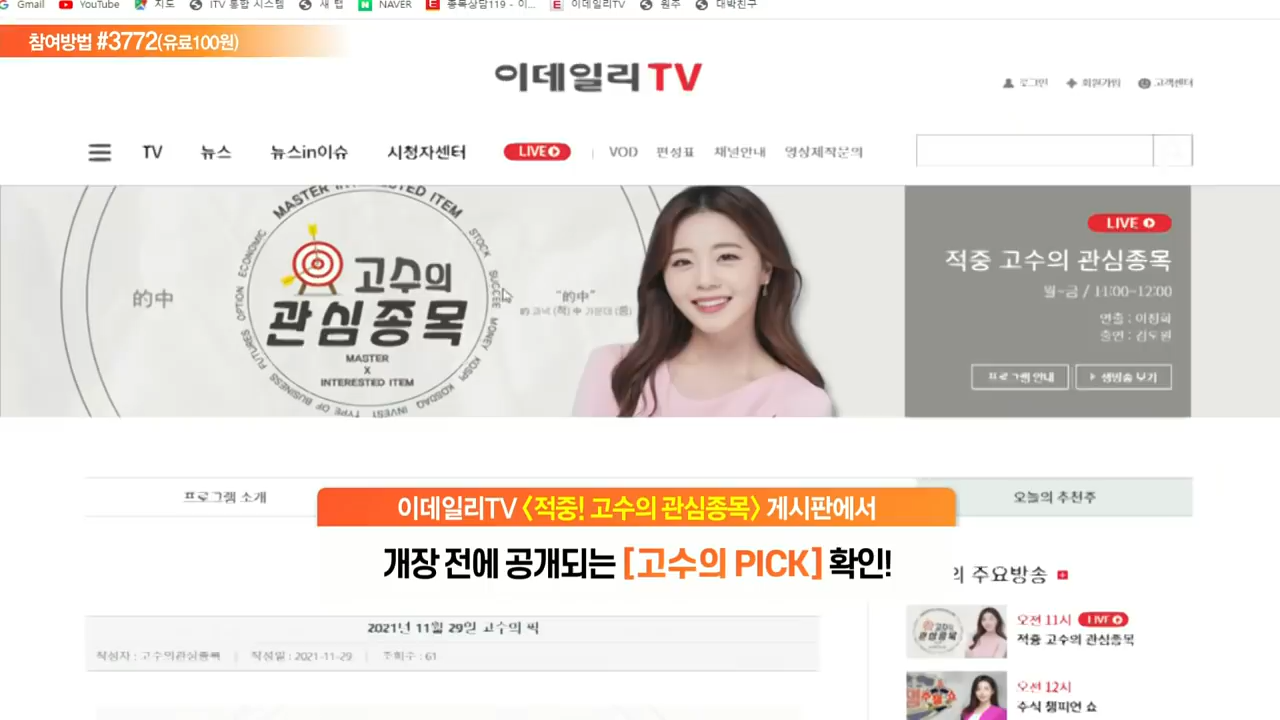 Gmail YouTube 지도 ITV 통합 시스템 새 탭 NAVER 종목상담119 - 이... 이데일리TV 원주 대박친구
참여방법 #3772(유료100원)
이데일리 TV
로그인 회원가입 고객센터
TV 뉴스 뉴스in이슈 시청자센터 LIVE VOD 편성표 채널안내 영상제작문의
MASTER INTERESTED ITEM
的中
고수의
관심종목
MASTER
X
INTERESTED ITEM
"的中"
LIVE
적중 고수의 관심종목
월~금 / 11:00~12:00
프로그램 안내 생방송 보기
프로그램 소개
오늘의 추천주
이데일리TV <적중! 고수의 관심종목> 게시판에서
개장 전에 공개되는 [고수의 PICK] 확인!
주요방송
2021년 11월 29일 고수의 픽
작성자 : 고수의관심종목 | 작성일 : 2021-11-29 | 조회수 : 61
오전 11시 LIVE
적중 고수의 관심종목
오전 12시
수식 챔피언 쇼